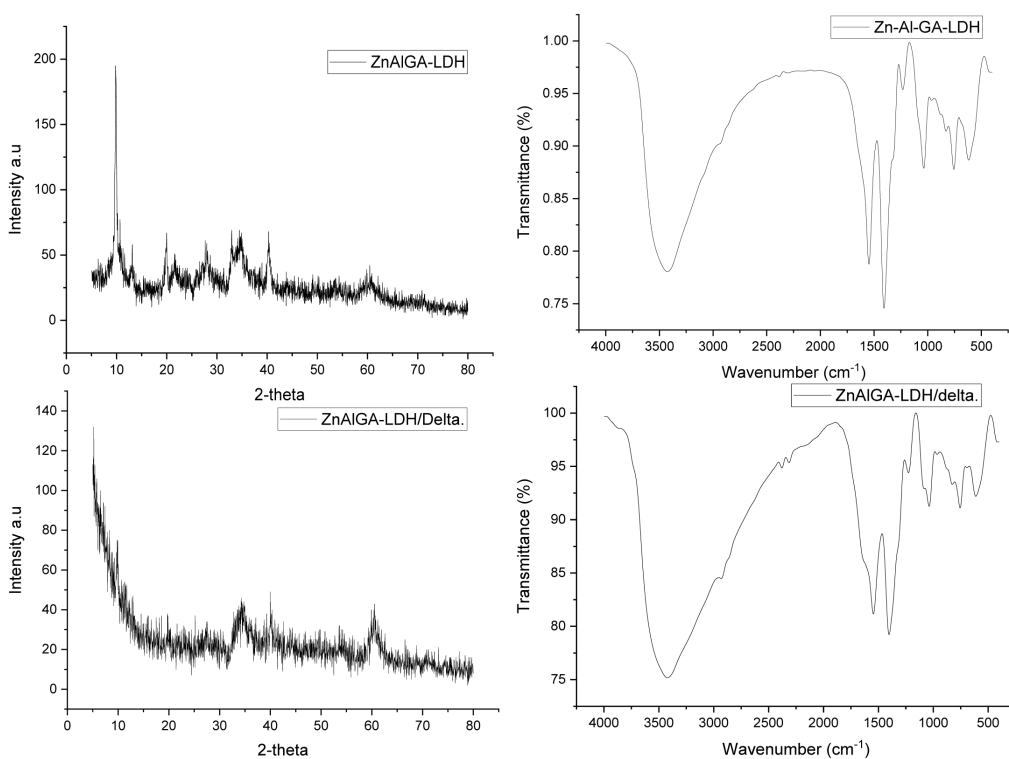 ZnAlGA-LDH
Intensity a.u
200
150
100
50
0
0 10 20 30 40 50 60 70 80
2-theta
Zn-Al-GA-LDH
Transmittance (%)
1.00
0.95
0.90
0.85
0.80
0.75
4000 3500 3000 2500 2000 1500 1000 500
Wavenumber (cm⁻¹)
ZnAlGA-LDH/Delta.
Intensity a.u
140
120
100
80
60
40
20
0
0 10 20 30 40 50 60 70 80
2-theta
ZnAlGA-LDH/delta.
Transmittance (%)
100
95
90
85
80
75
4000 3500 3000 2500 2000 1500 1000 500
Wavenumber (cm⁻¹)